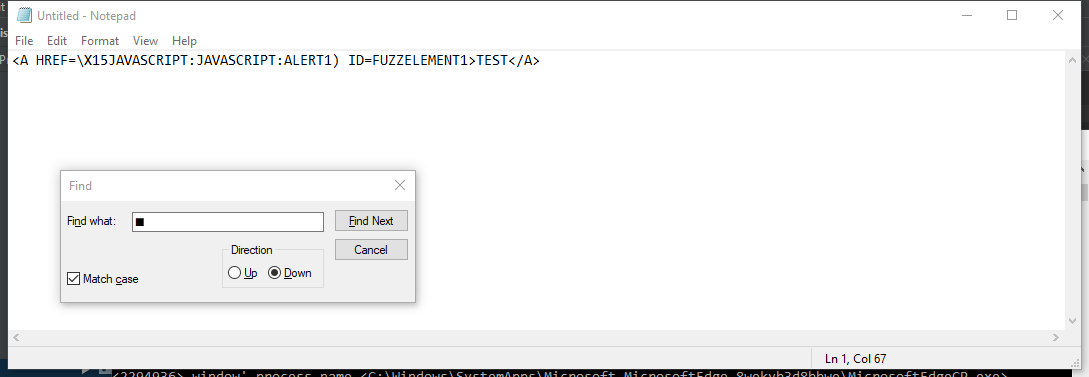 Untitled - Notepad
File Edit Format View Help
<A HREF=\X15JAVASCRIPT:JAVASCRIPT:ALERT1) ID=FUZZELEMENT1>TEST</A>
Find
Find what: ■ Find Next
Direction Cancel
Up Down
Match case
Ln 1, Col 67
<2294936> window' process name <C:\Windows\SystemApps\Microsoft.MicrosoftEdge_8wekyb3d8bbwe\MicrosoftEdgeCP.exe>